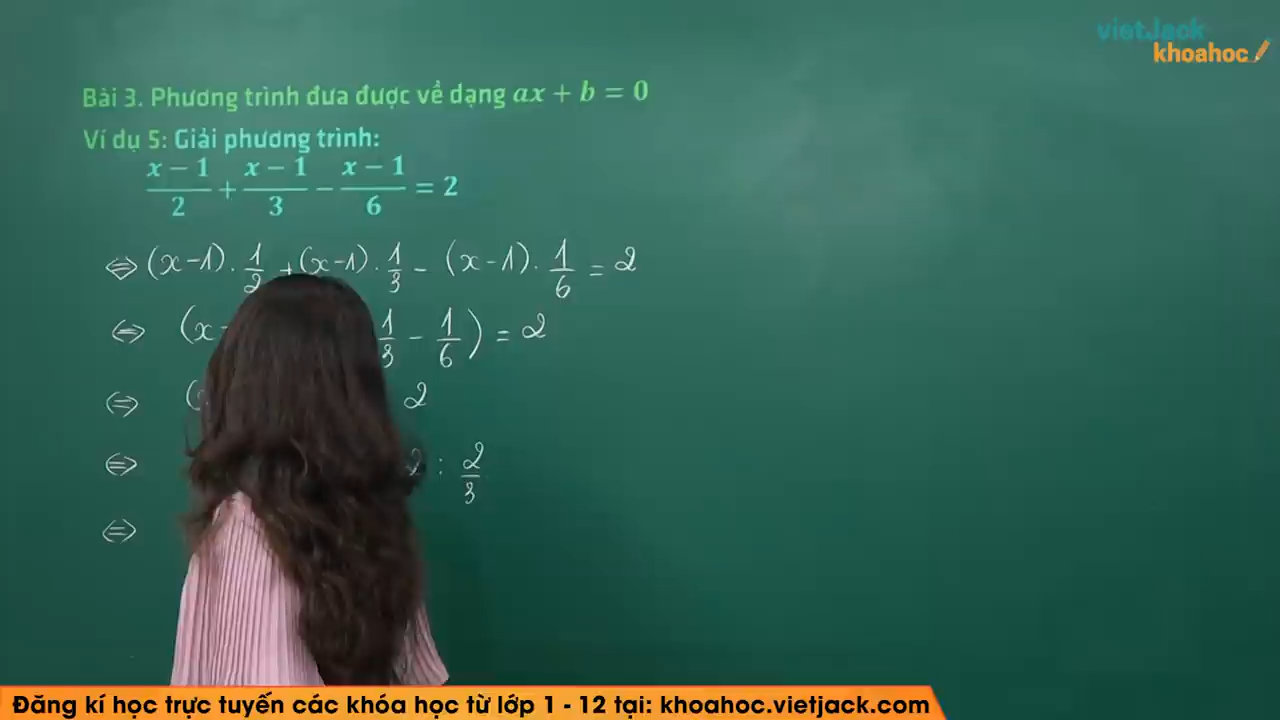 vietJack
khoahoc
Bài 3. Phương trình đưa được về dạng ax + b = 0
Ví dụ 5: Giải phương trình:
(x − 1)/2 + (x − 1)/3 − (x − 1)/6 = 2
⇔ (x-1) · 1/2 + (x-1) · 1/3 - (x-1) · 1/6 = 2
⇔ (x- 1/3 - 1/6) = 2
⇔ ( 2
⇔ 2 : 2/3
⇔
Đăng kí học trực tuyến các khóa học từ lớp 1 - 12 tại: khoahoc.vietjack.com